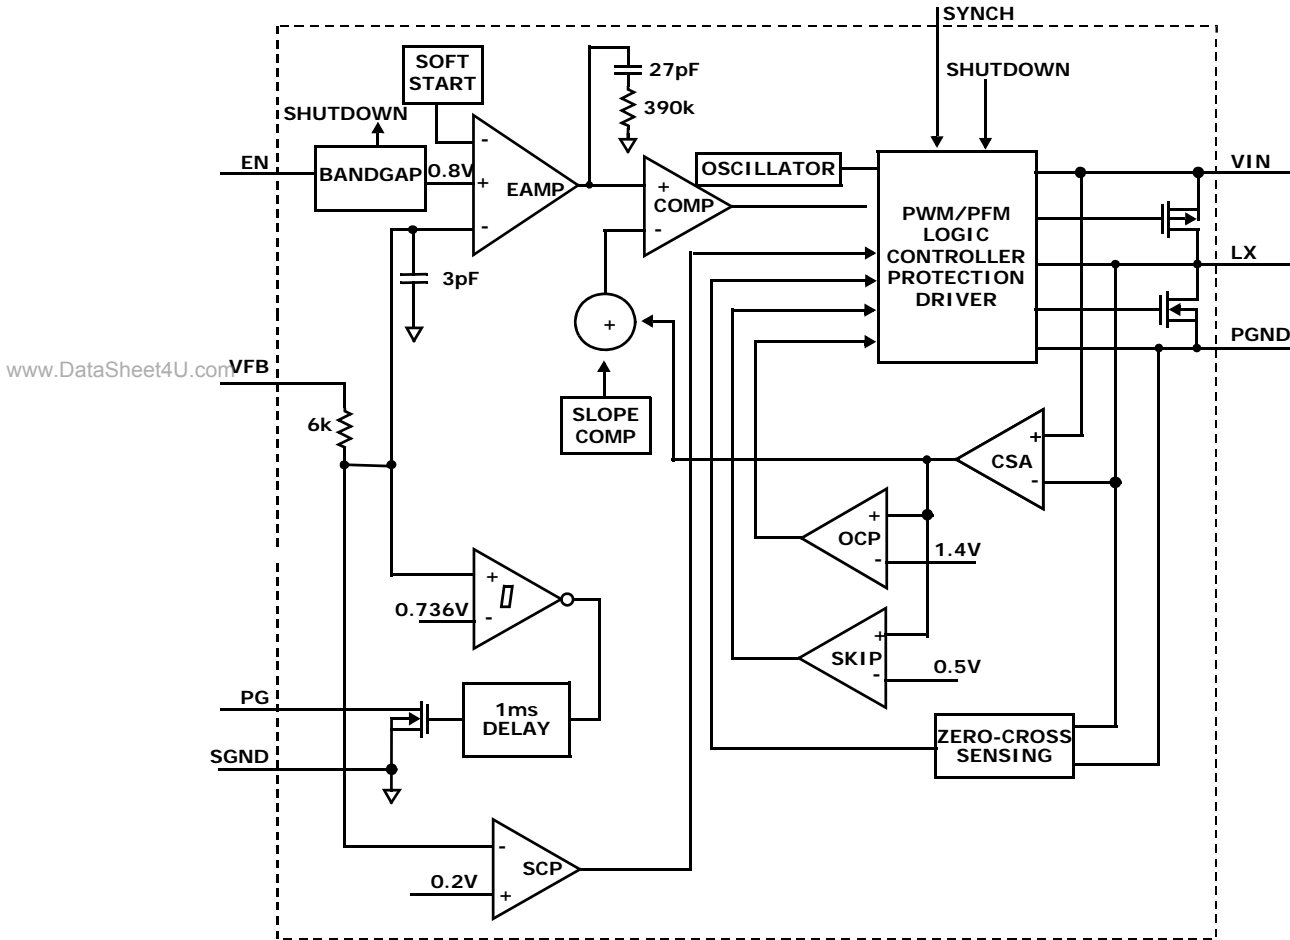 SYNCH
SHUTDOWN
SOFT
START
27pF
390k
SHUTDOWN
EN
BANDGAP
0.8V
-
+
-
EAMP
3pF
+
COMP
-
OSCILLATOR
PWM/PFM
LOGIC
CONTROLLER
PROTECTION
DRIVER
VIN
LX
PGND
+
SLOPE
COMP
www.DataSheet4U.com
VFB
6k
+
CSA
-
+
OCP
-
1.4V
+
SKIP
-
0.5V
+
0.736V
-
PG
1ms
DELAY
SGND
ZERO-CROSS
SENSING
-
SCP
0.2V
+